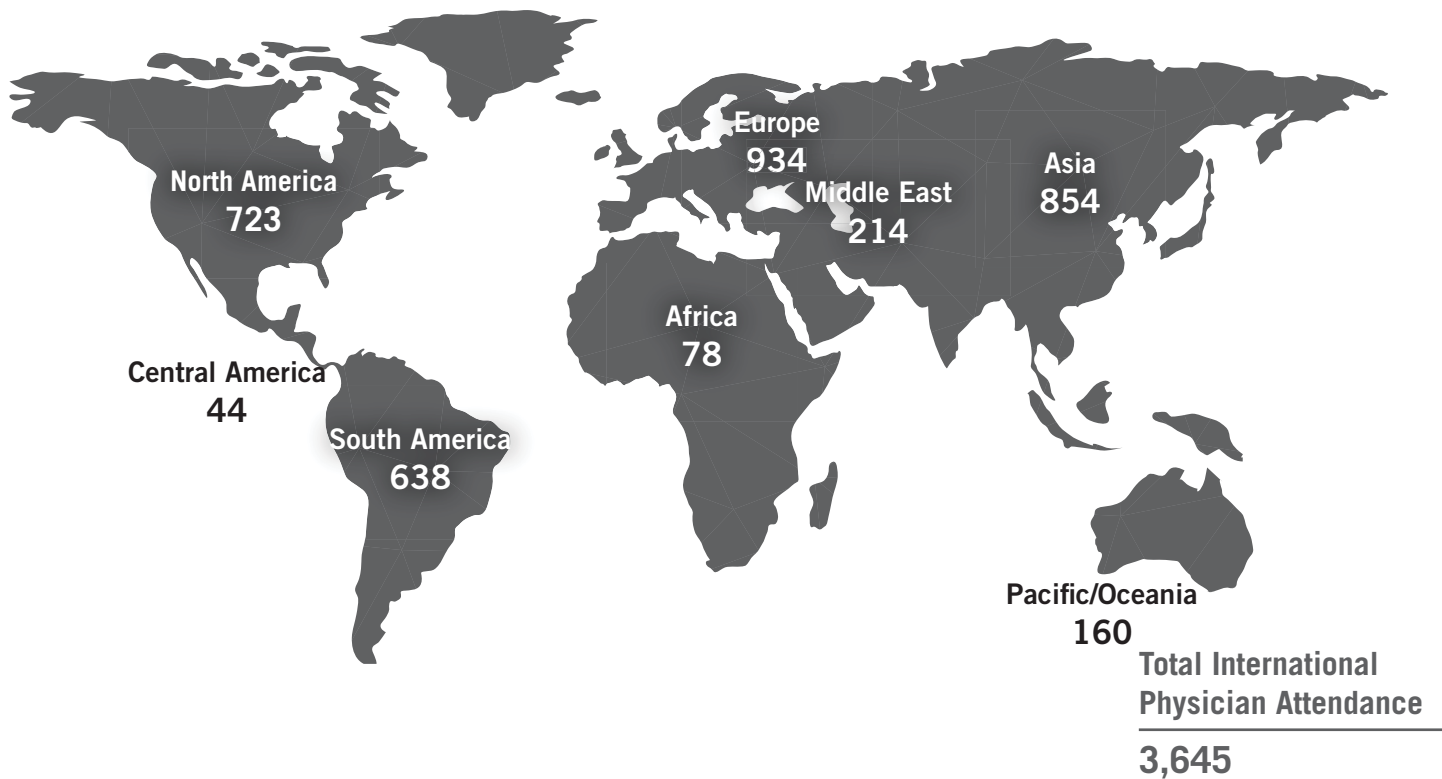 North America
723
Europe
934
Middle East
214
Asia
854
Africa
78
Central America
44
South America
638
Pacific/Oceania
160
Total International
Physician Attendance
3,645